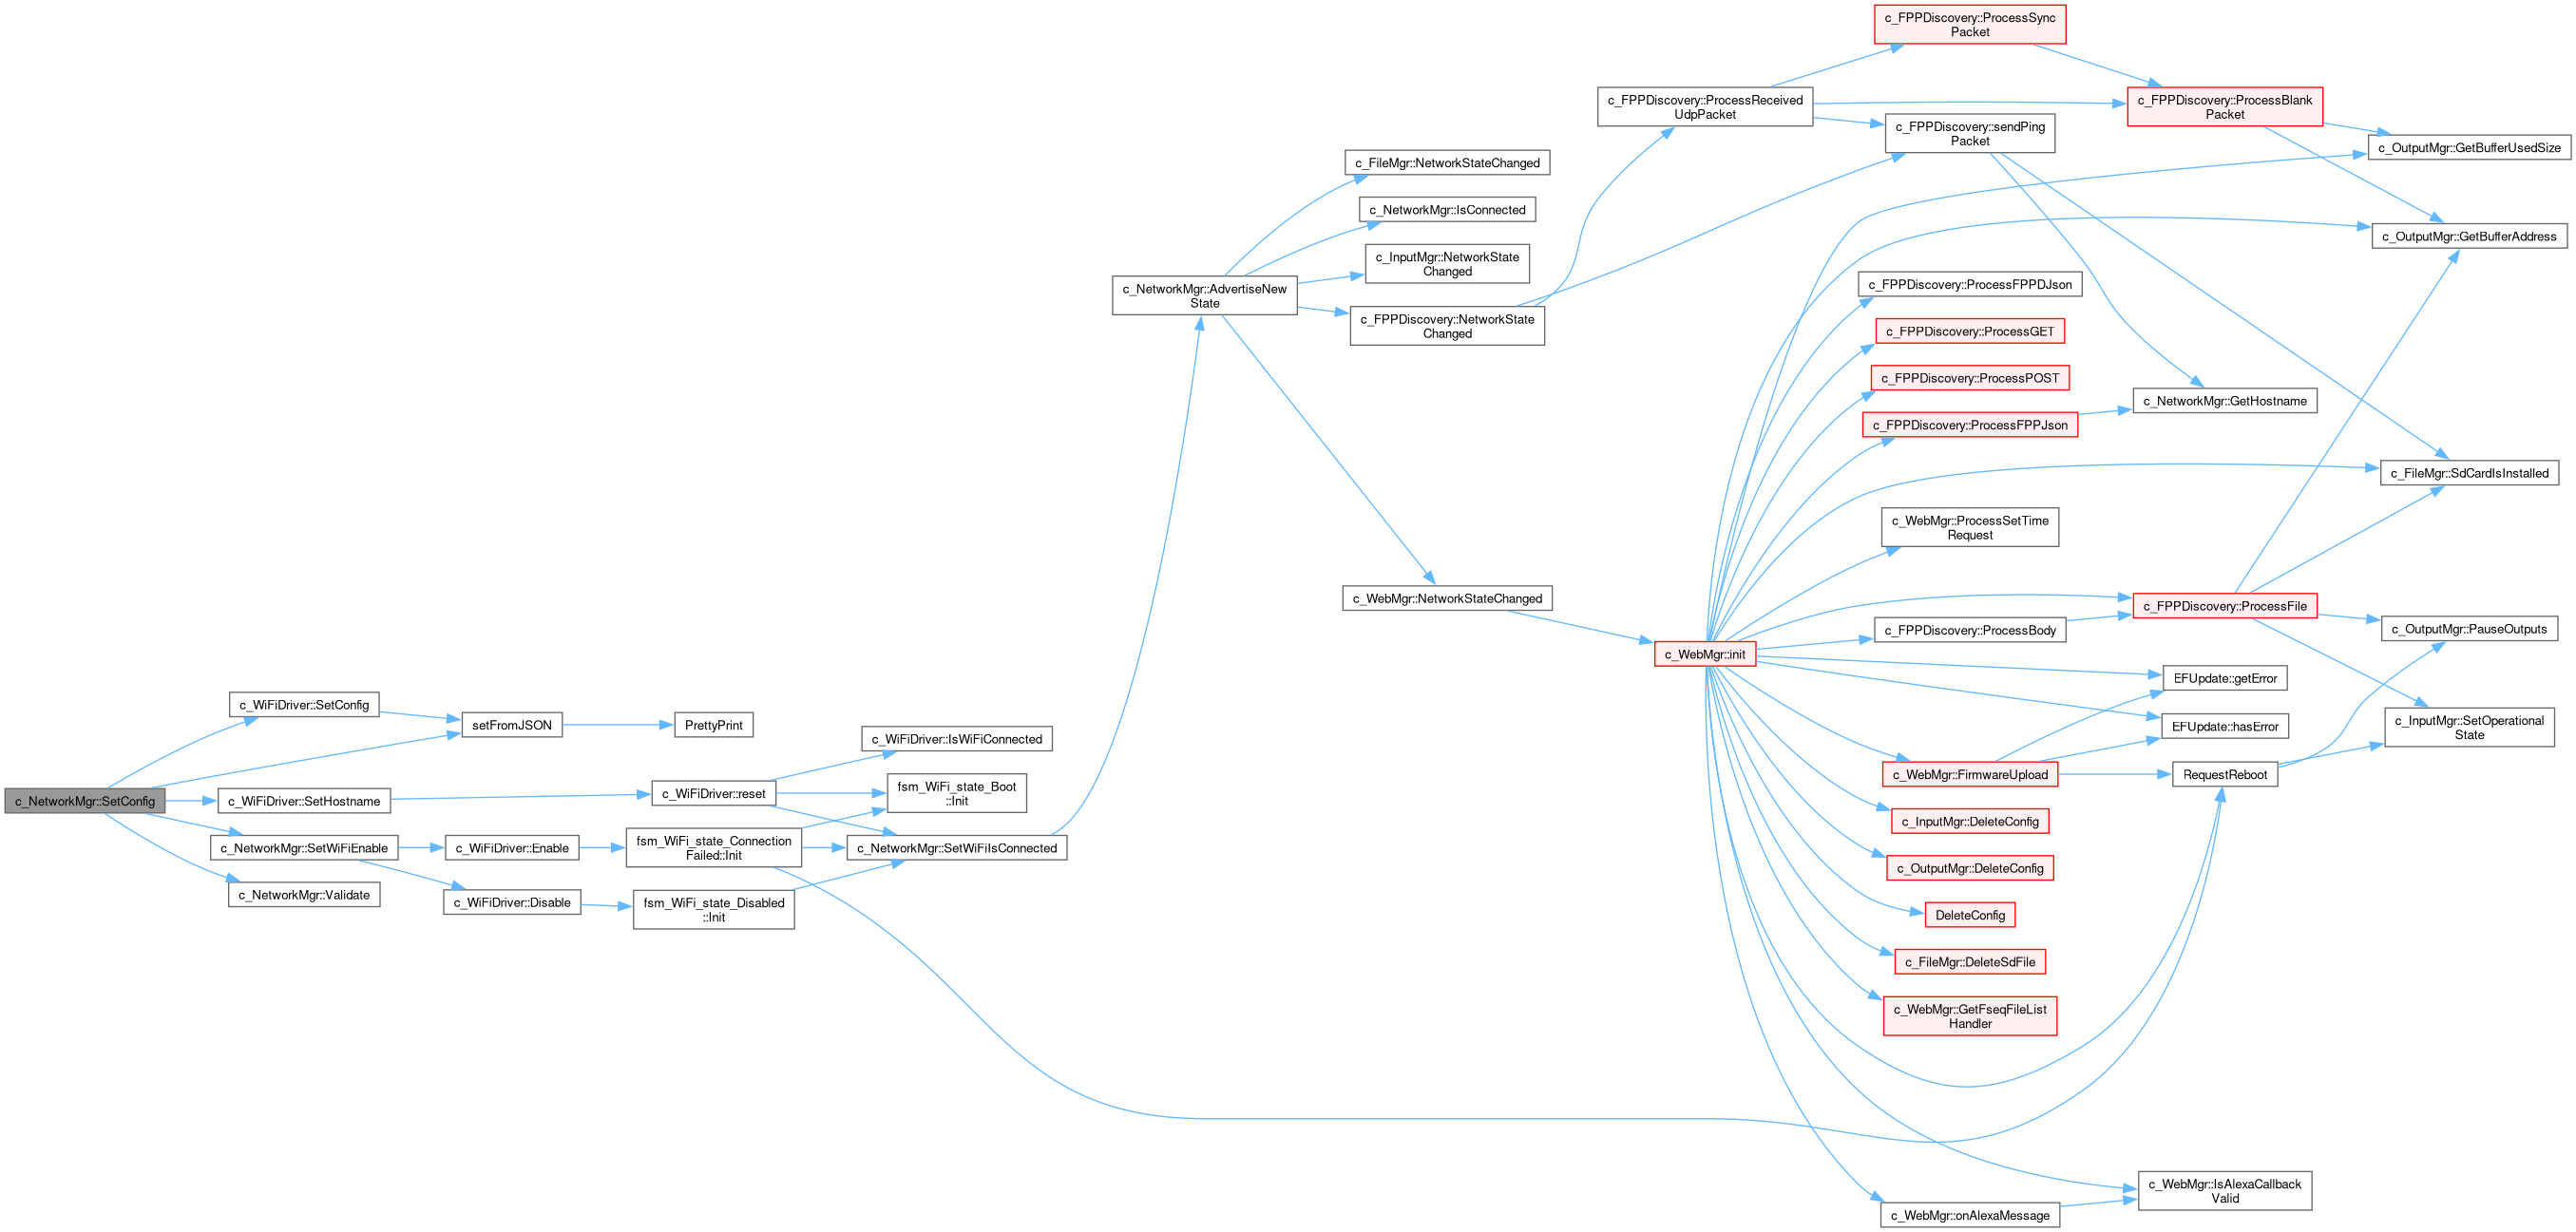 c_NetworkMgr::SetConfig
c_WiFiDriver::SetConfig
setFromJSON
PrettyPrint
c_WiFiDriver::SetHostname
c_NetworkMgr::SetWiFiEnable
c_NetworkMgr::Validate
c_WiFiDriver::Enable
c_WiFiDriver::Disable
c_WiFiDriver::reset
fsm_WiFi_state_Connection
Failed::Init
fsm_WiFi_state_Disabled
::Init
c_WiFiDriver::IsWiFiConnected
fsm_WiFi_state_Boot
::Init
c_NetworkMgr::SetWiFiIsConnected
c_NetworkMgr::AdvertiseNew
State
c_FileMgr::NetworkStateChanged
c_NetworkMgr::IsConnected
c_InputMgr::NetworkState
Changed
c_FPPDiscovery::NetworkState
Changed
c_WebMgr::NetworkStateChanged
c_FPPDiscovery::ProcessReceived
UdpPacket
c_WebMgr::init
c_FPPDiscovery::ProcessSync
Packet
c_FPPDiscovery::sendPing
Packet
c_FPPDiscovery::ProcessFPPDJson
c_FPPDiscovery::ProcessGET
c_FPPDiscovery::ProcessPOST
c_FPPDiscovery::ProcessFPPJson
c_WebMgr::ProcessSetTime
Request
c_FPPDiscovery::ProcessBody
c_WebMgr::FirmwareUpload
c_InputMgr::DeleteConfig
c_OutputMgr::DeleteConfig
DeleteConfig
c_FileMgr::DeleteSdFile
c_WebMgr::GetFseqFileList
Handler
c_WebMgr::onAlexaMessage
c_FPPDiscovery::ProcessBlank
Packet
c_NetworkMgr::GetHostname
c_FPPDiscovery::ProcessFile
EFUpdate::getError
EFUpdate::hasError
RequestReboot
c_WebMgr::IsAlexaCallback
Valid
c_OutputMgr::GetBufferUsedSize
c_OutputMgr::GetBufferAddress
c_FileMgr::SdCardIsInstalled
c_OutputMgr::PauseOutputs
c_InputMgr::SetOperational
State